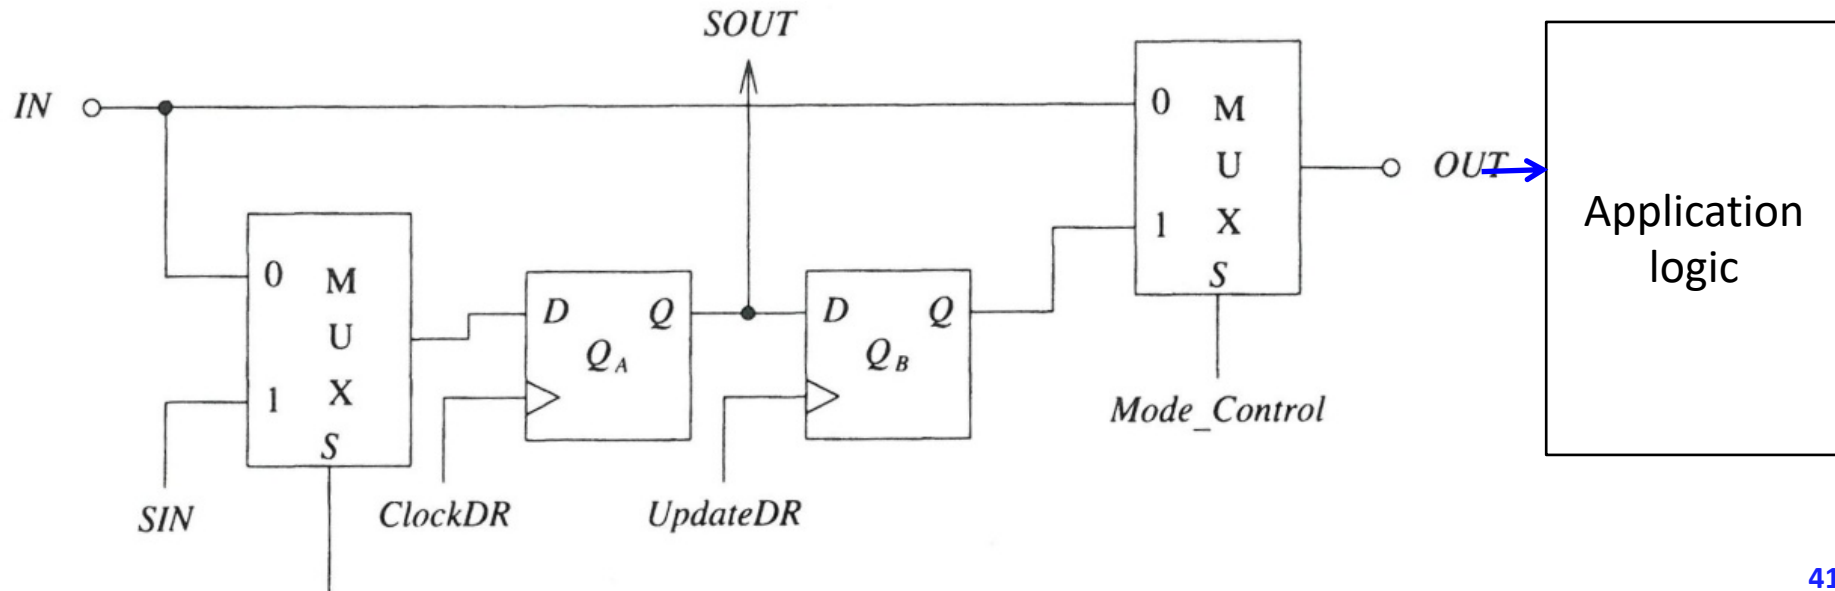 SOUT
IN
0 M
U
1 X
S
OUT
Application
logic
0 M
U
1 X
S
D Q
Q_A
D Q
Q_B
Mode_Control
SIN
ClockDR
UpdateDR
41